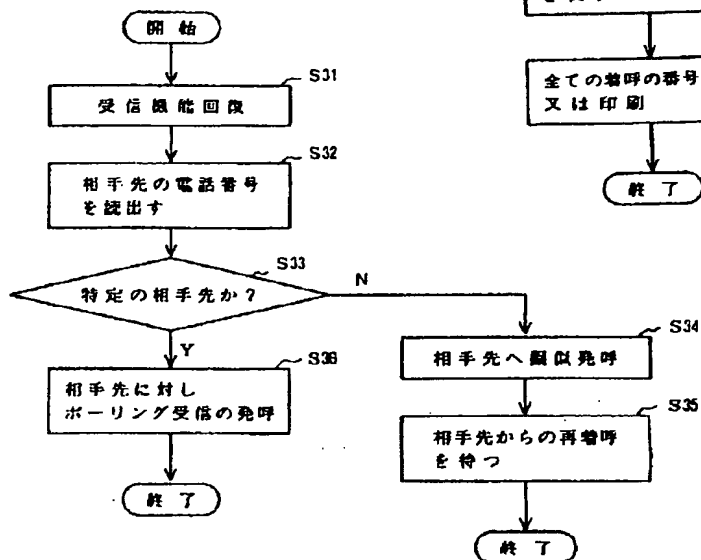 開始
S31
受信機能回復
S32
相手先の電話番号
を読出す
S33
特定の相手先か?
N
Y
S36
相手先に対し
ポーリング受信の発呼
終了
S34
相手先へ擬似発呼
S35
相手先からの再着呼
を待つ
終了
全ての着呼の番号
又は印刷
終了